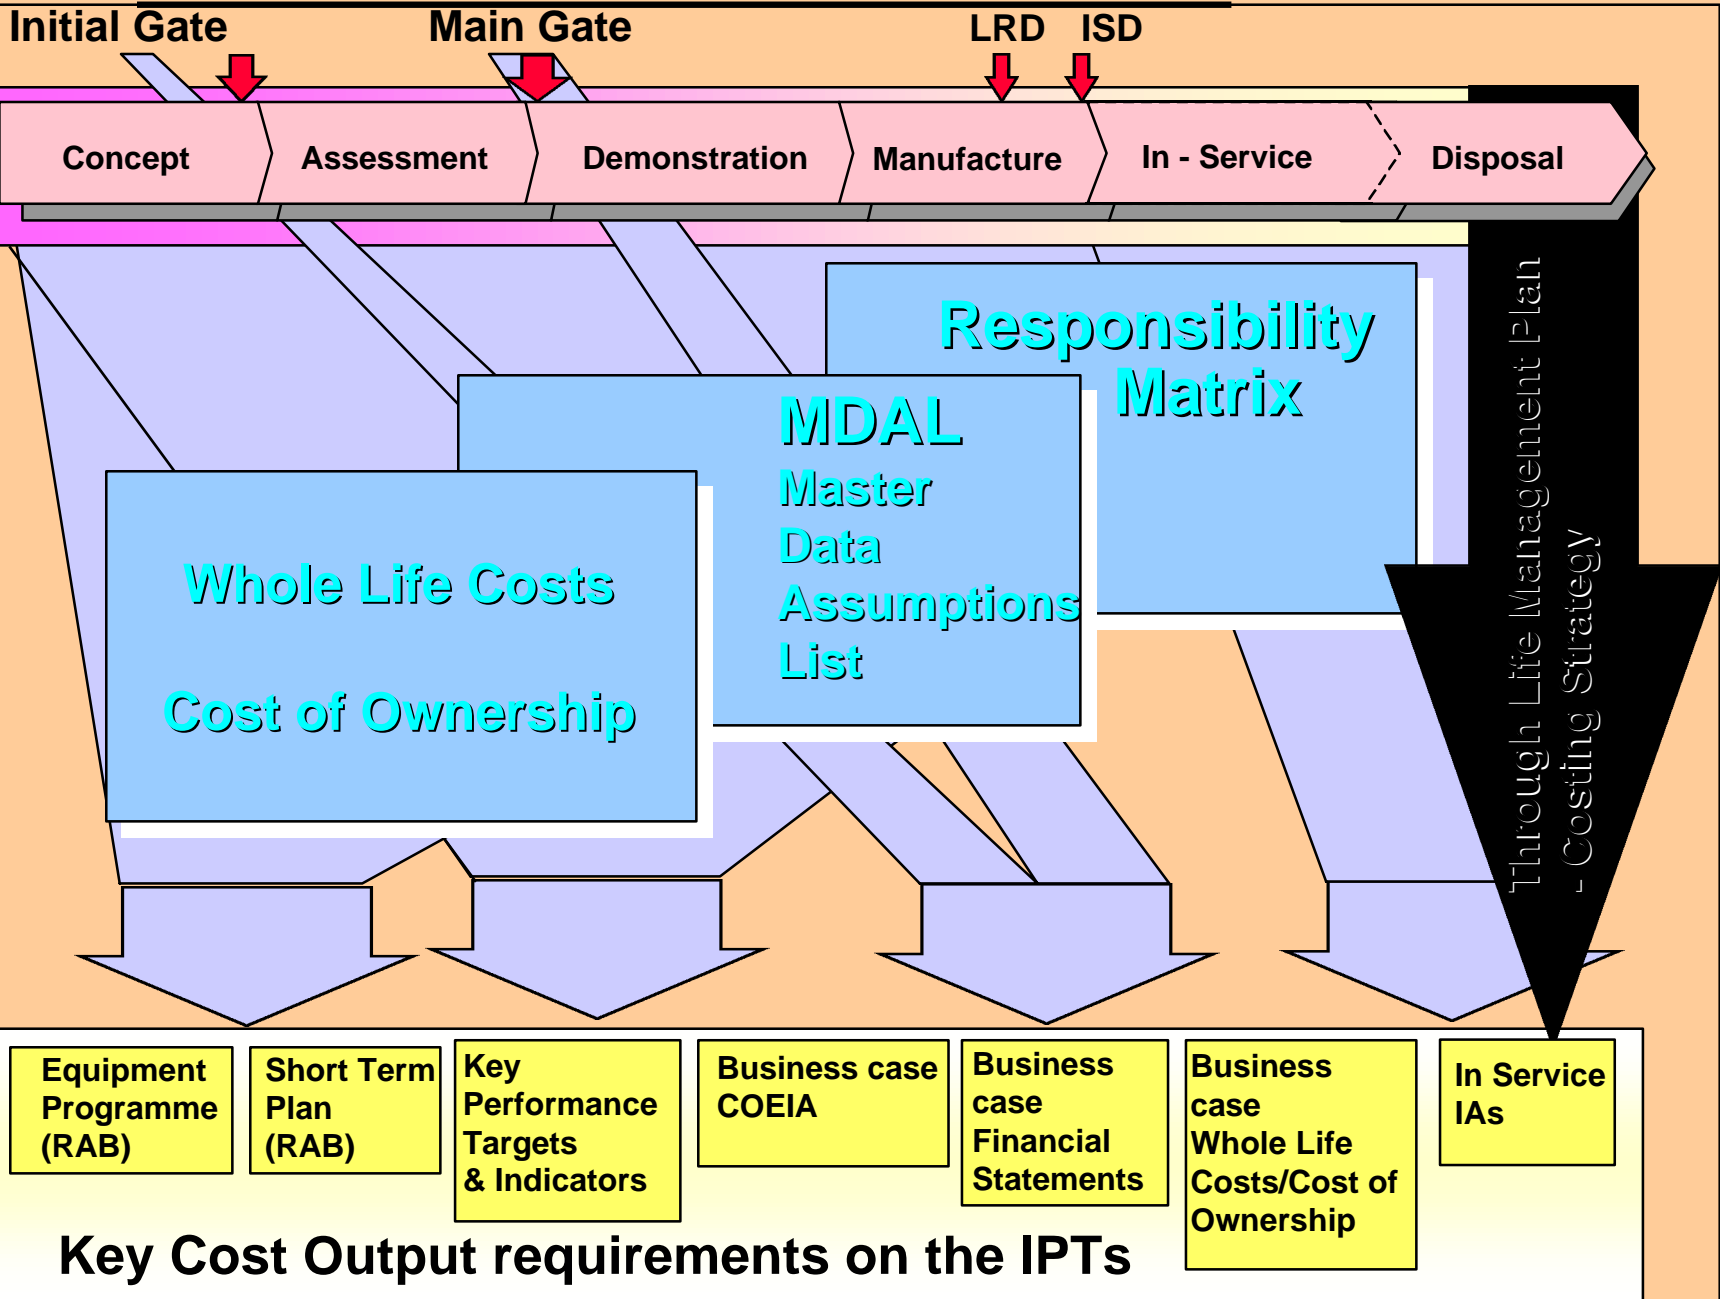 Initial Gate
Main Gate
LRD
ISD
Concept
Assessment
Demonstration
Manufacture
In - Service
Disposal
Responsibility
Matrix
MDAL
Master
Data
Assumptions
List
Whole Life Costs
Cost of Ownership
Through Life Management Plan
- Costing Strategy
Equipment
Programme
(RAB)
Short Term
Plan
(RAB)
Key
Performance
Targets
& Indicators
Business case
COEIA
Business
case
Financial
Statements
Business
case
Whole Life
Costs/Cost of
Ownership
In Service
IAs
Key Cost Output requirements on the IPTs